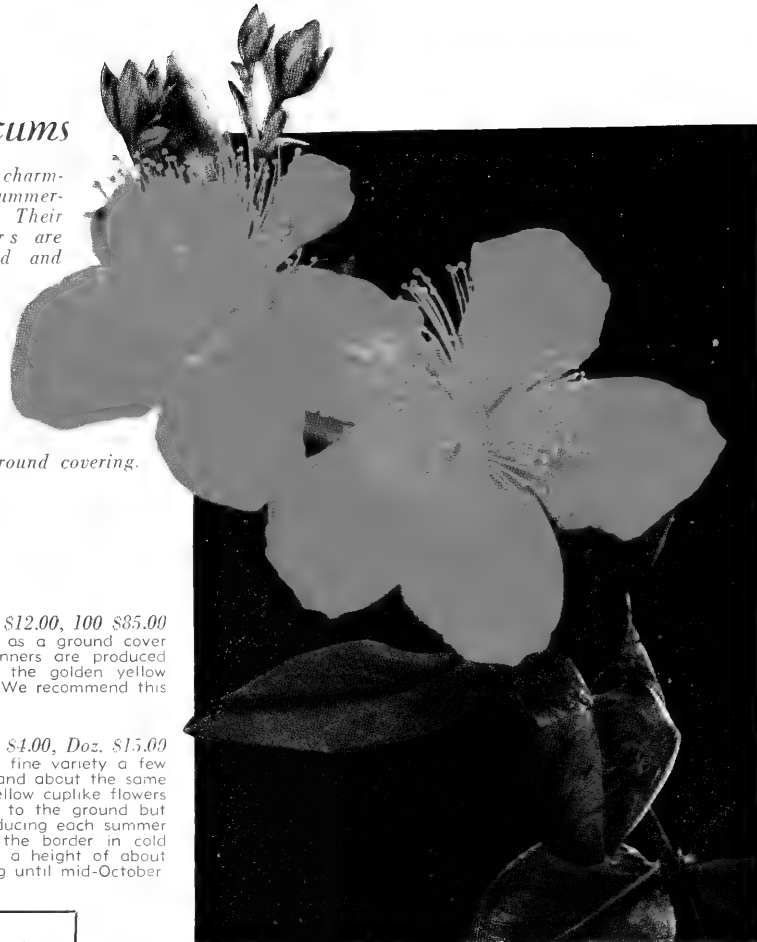 cums
charm-
ummer-
Their
rs are
d and
round covering.
$12.00, 100 $85.00
as a ground cover
nners are produced
the golden yellow
We recommend this
$4.00, Doz. $15.00
fine variety a few
and about the same
ellow cuplike flowers
to the ground but
ducing each summer
the border in cold
a height of about
g until mid-October